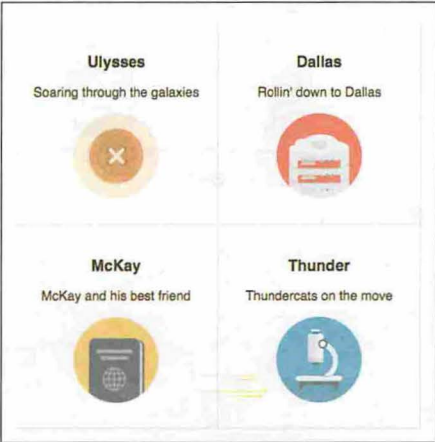 Ulysses
Soaring through the galaxies
Dallas
Rollin' down to Dallas
McKay
McKay and his best friend
Thunder
Thundercats on the move